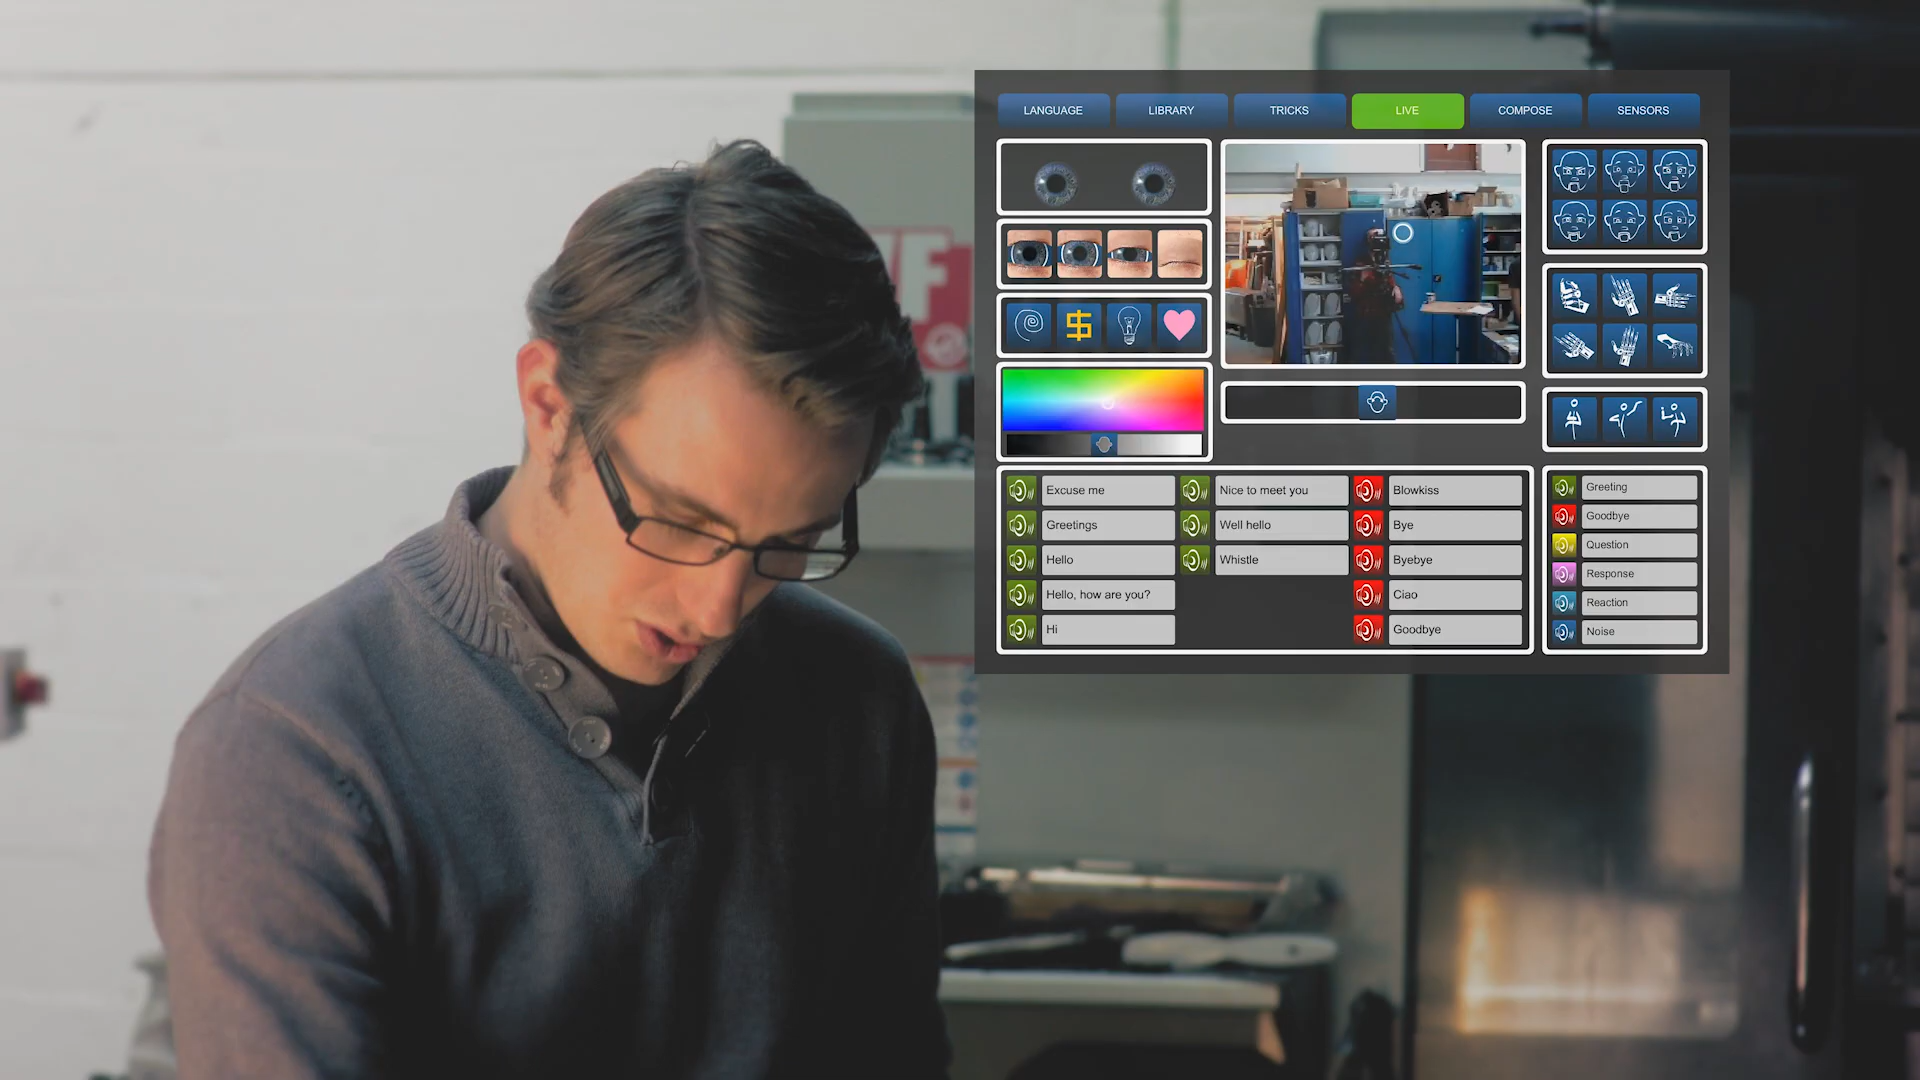 LANGUAGE
LIBRARY
TRICKS
LIVE
COMPOSE
SENSORS
$
Excuse me
Greetings
Hello
Hello, how are you?
Hi
Nice to meet you
Well hello
Whistle
Blowkiss
Bye
Byebye
Ciao
Goodbye
Greeting
Goodbye
Question
Response
Reaction
Noise